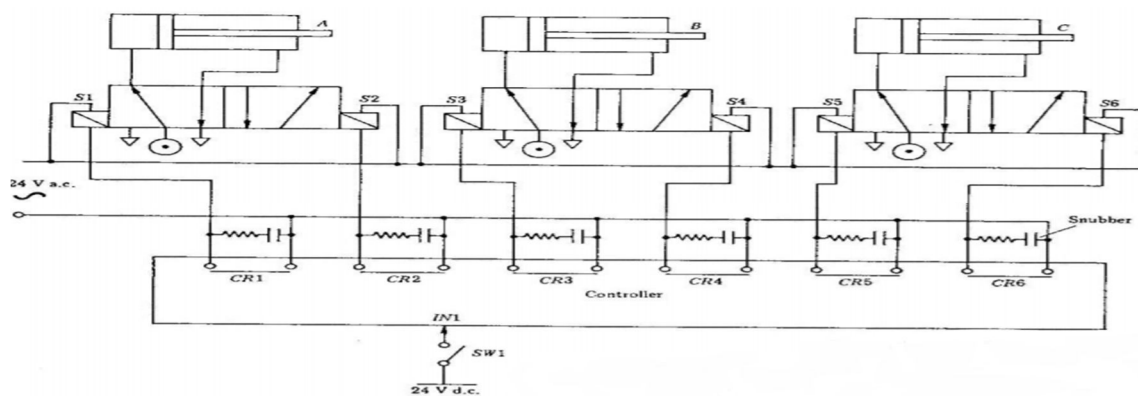 A B C
S1 S2 S3 S4 S5 S6
24 V a.c.
Snubber
CR1 CR2 CR3 CR4 CR5 CR6
Controller
IN1
SW1
24 V d.c.